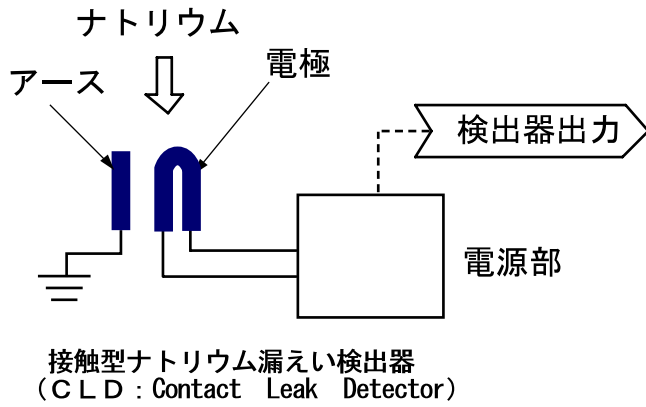 ナトリウム
アース
電極
検出器出力
電源部
接触型ナトリウム漏えい検出器
（ＣＬＤ：Contact Leak Detector）